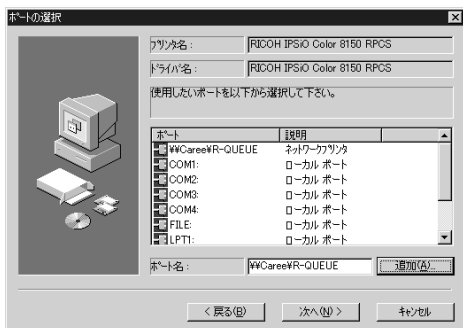 ﾎﾟｰﾄの選択
ﾌﾟﾘﾝﾀ名： RICOH IPSiO Color 8150 RPCS
ﾄﾞﾗｲﾊﾞ名： RICOH IPSiO Color 8150 RPCS
使用したいポートを以下から選択して下さい。
ﾎﾟｰﾄ 説明
¥¥Caree¥R-QUEUE ﾈｯﾄﾜｰｸﾌﾟﾘﾝﾀ
COM1: ローカル ポート
COM2: ローカル ポート
COM3: ローカル ポート
COM4: ローカル ポート
FILE: ローカル ポート
LPT1: ローカル ポート
ﾎﾟｰﾄ名： ¥¥Caree¥R-QUEUE 追加(A)...
< 戻る(B) 次へ(N) > ｷｬﾝｾﾙ